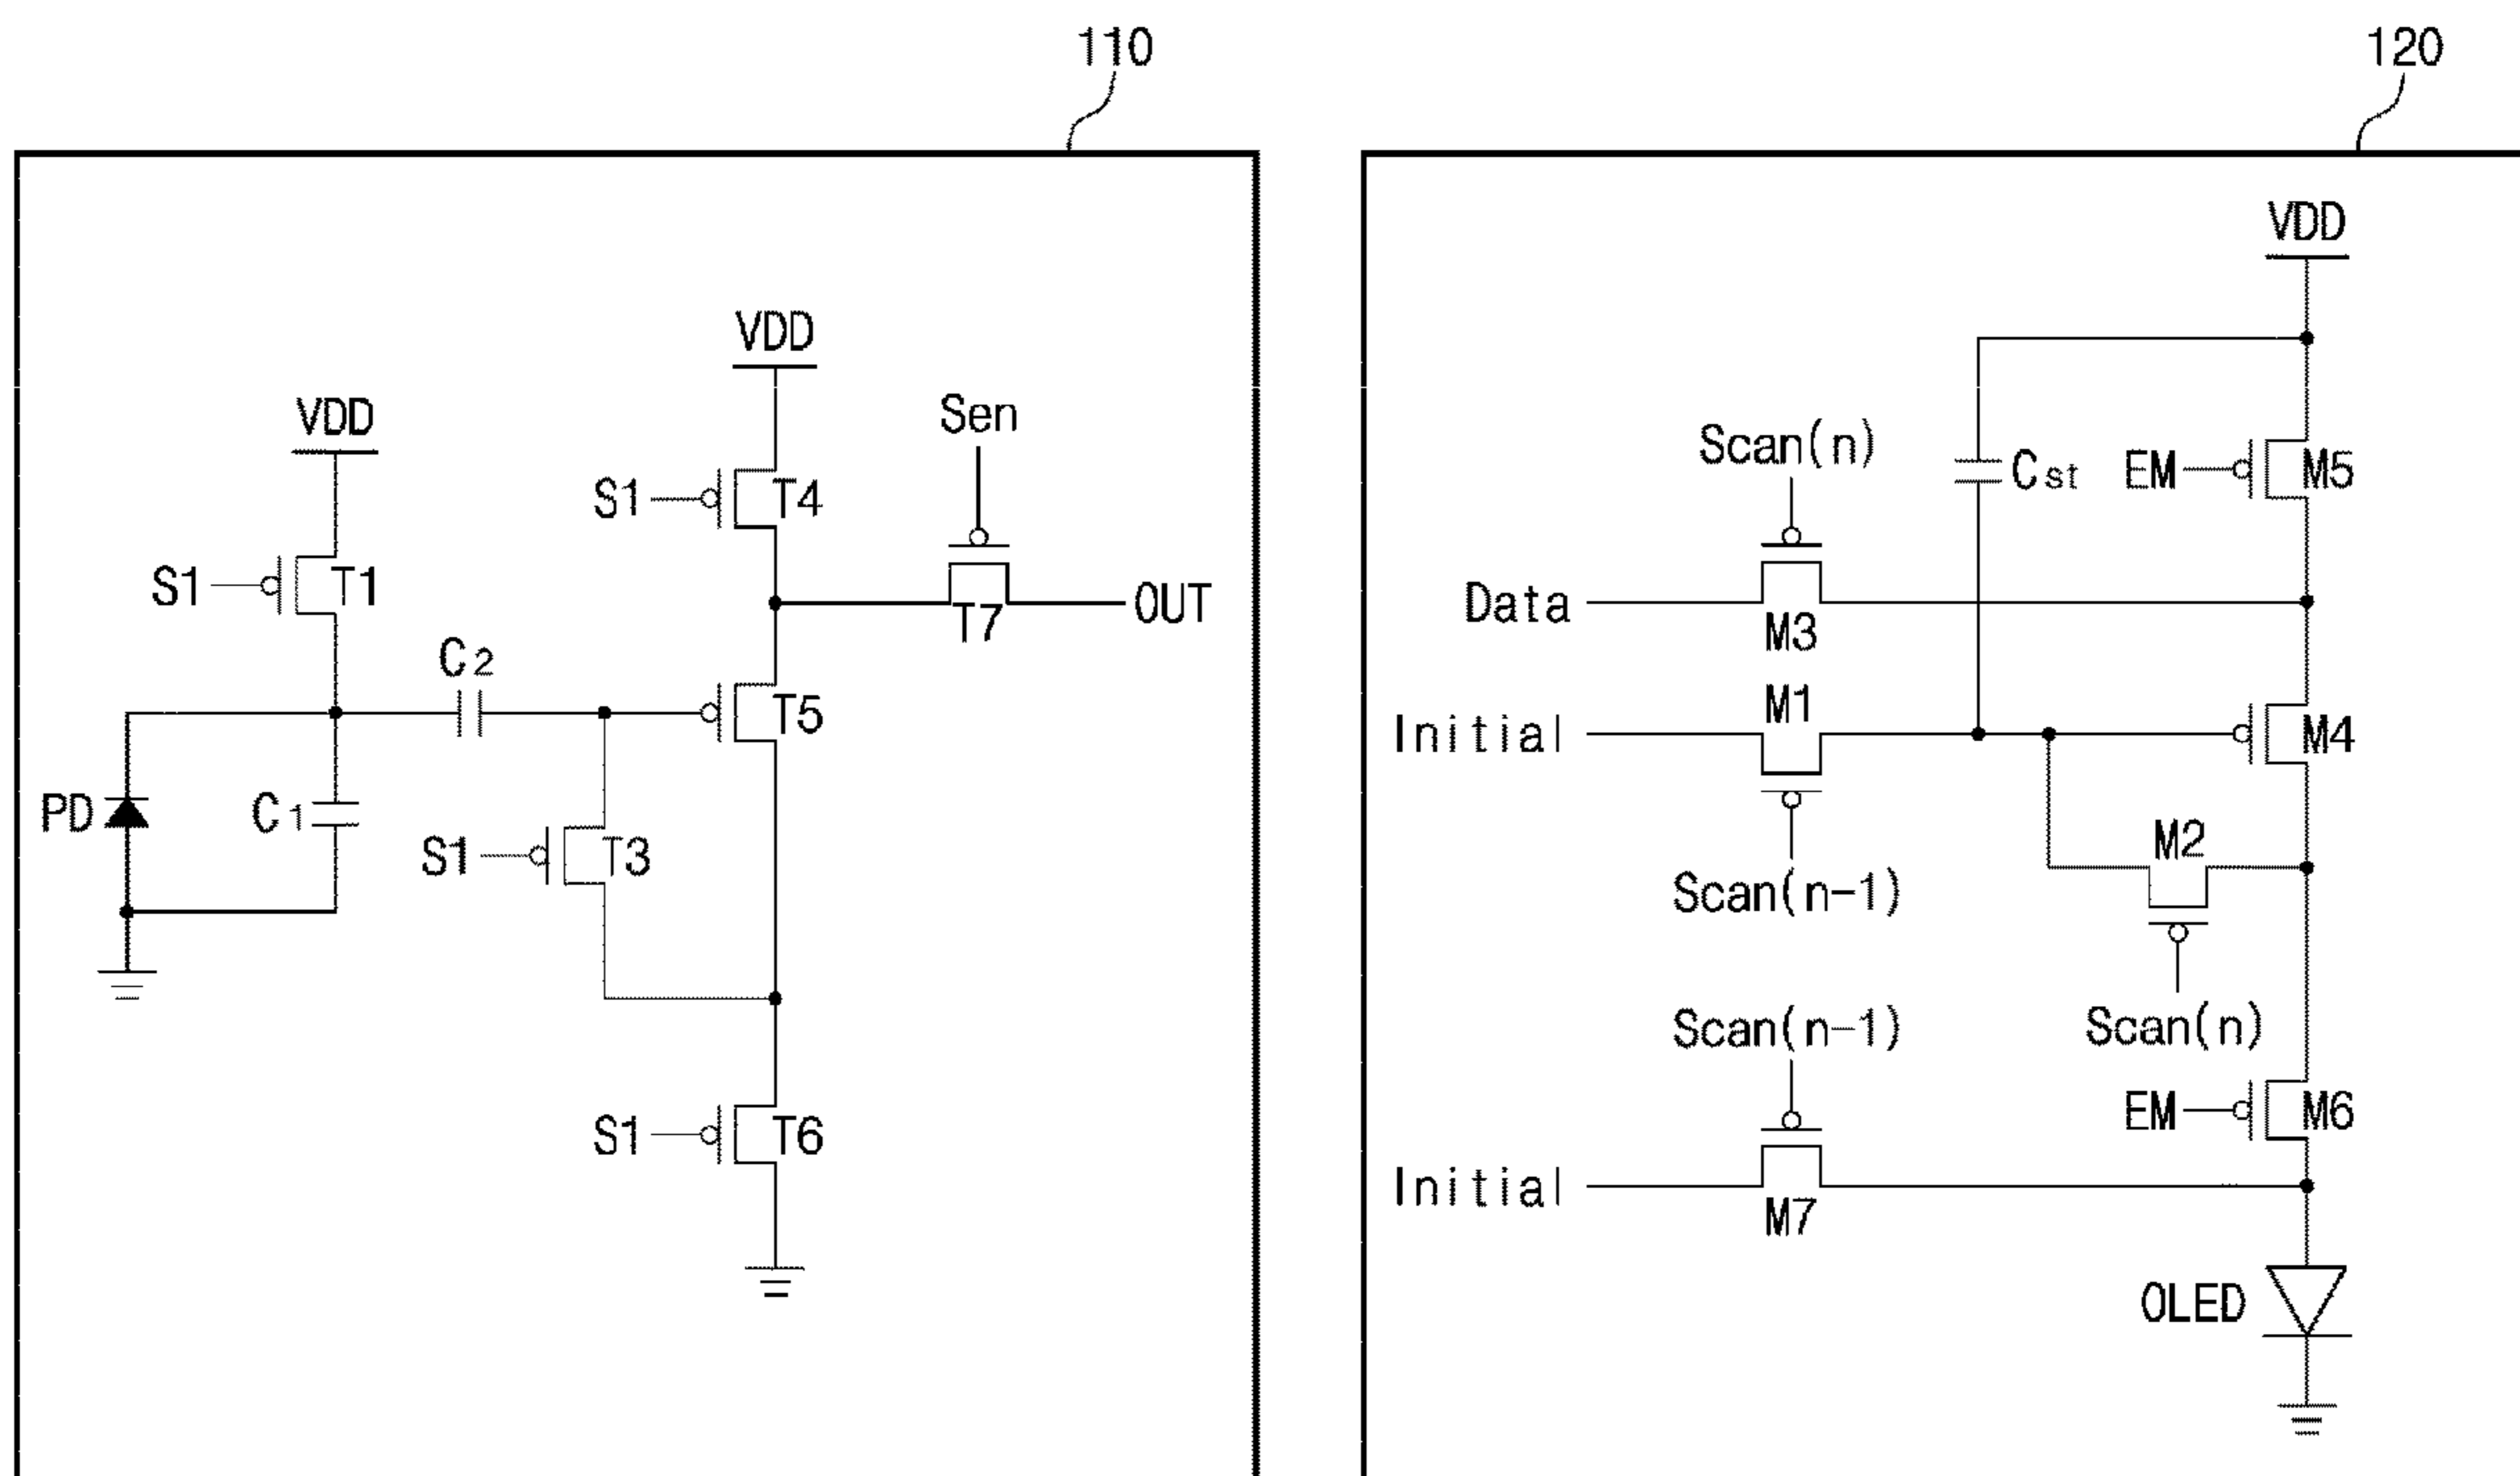 110
120
VDD
VDD
Sen
S1
T4
VDD
S1
T1
T7
OUT
C2
T5
PD
C1
S1
T3
S1
T6
VDD
Scan(n)
Cst
EM
M5
Data
M3
M1
Initial
M4
M2
Scan(n-1)
Scan(n-1)
Scan(n)
EM
M6
Initial
M7
OLED